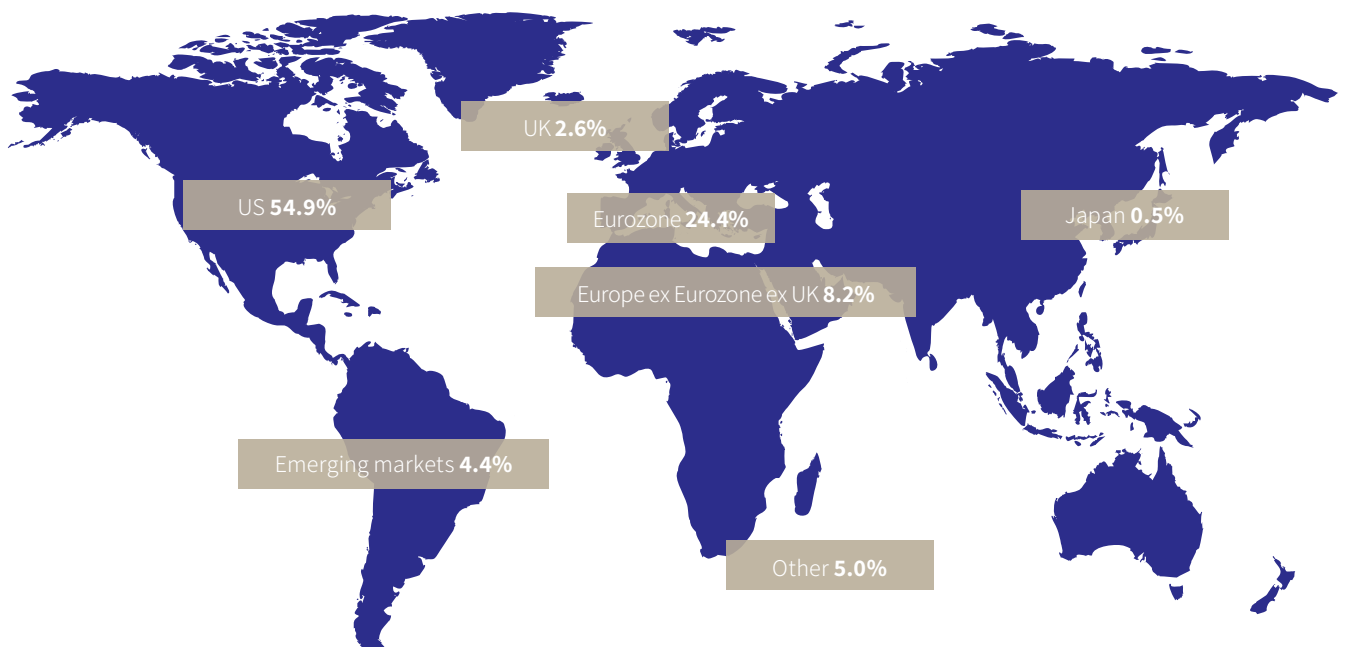 UK 2.6%
US 54.9%
Eurozone 24.4%
Japan 0.5%
Europe ex Eurozone ex UK 8.2%
Emerging markets 4.4%
Other 5.0%